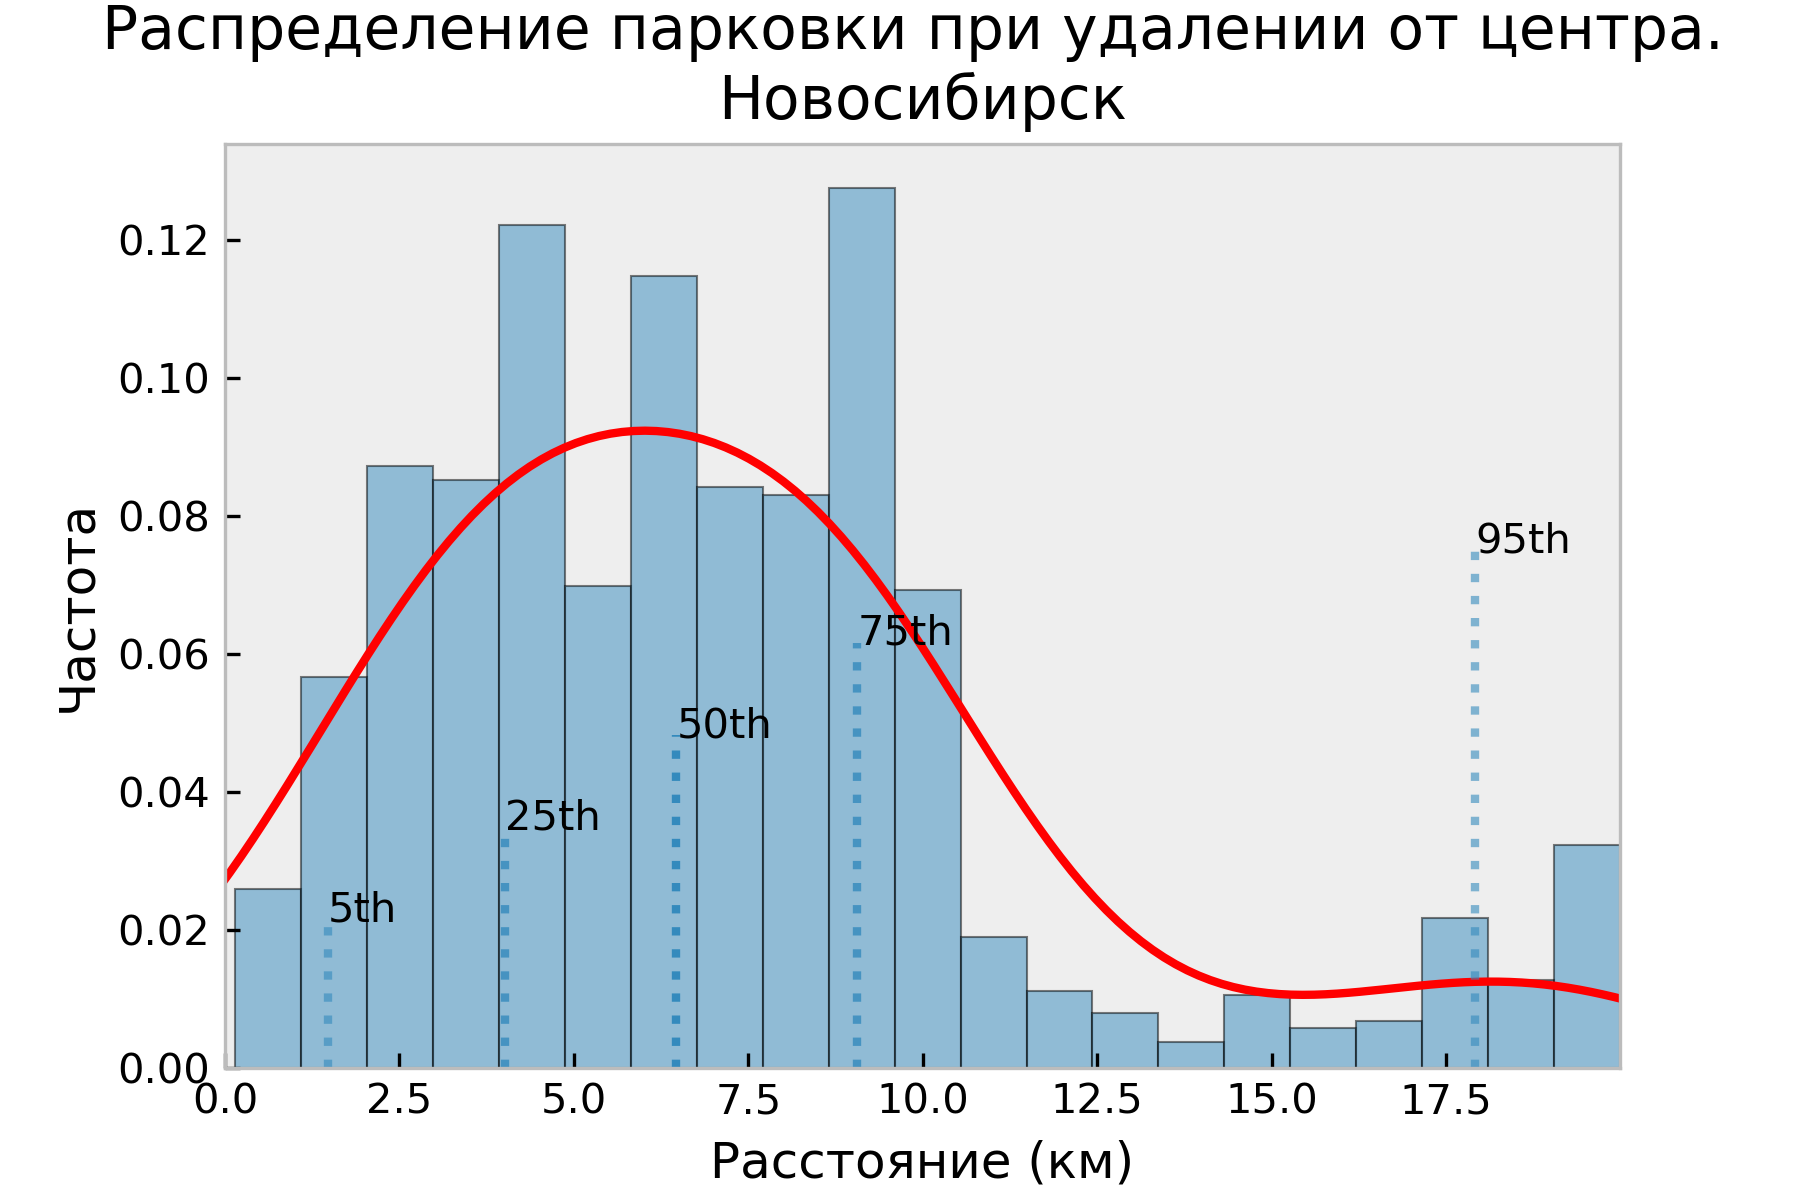 Распределение парковки при удалении от центра.
Новосибирск
Частота
0.12
0.10
0.08
0.06
0.04
0.02
0.00
95th
75th
50th
25th
5th
0.0 2.5 5.0 7.5 10.0 12.5 15.0 17.5
Расстояние (км)